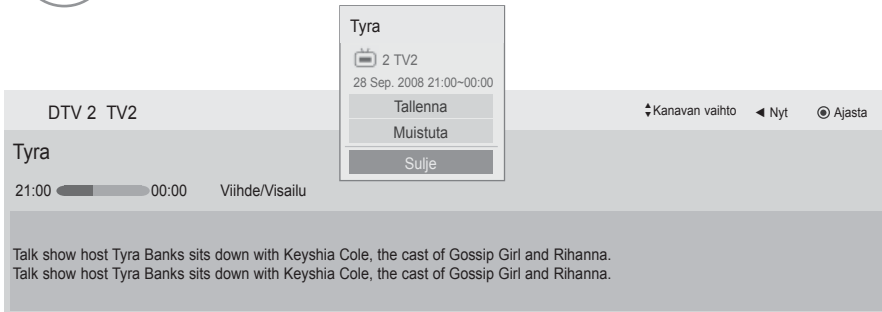 Tyra
2 TV2
28 Sep. 2008 21:00~00:00
Tallenna
Muistuta
Sulje
DTV 2 TV2
Kanavan vaihto ◄ Nyt ◉ Ajasta
Tyra
21:00 00:00 Viihde/Visailu
Talk show host Tyra Banks sits down with Keyshia Cole, the cast of Gossip Girl and Rihanna.
Talk show host Tyra Banks sits down with Keyshia Cole, the cast of Gossip Girl and Rihanna.